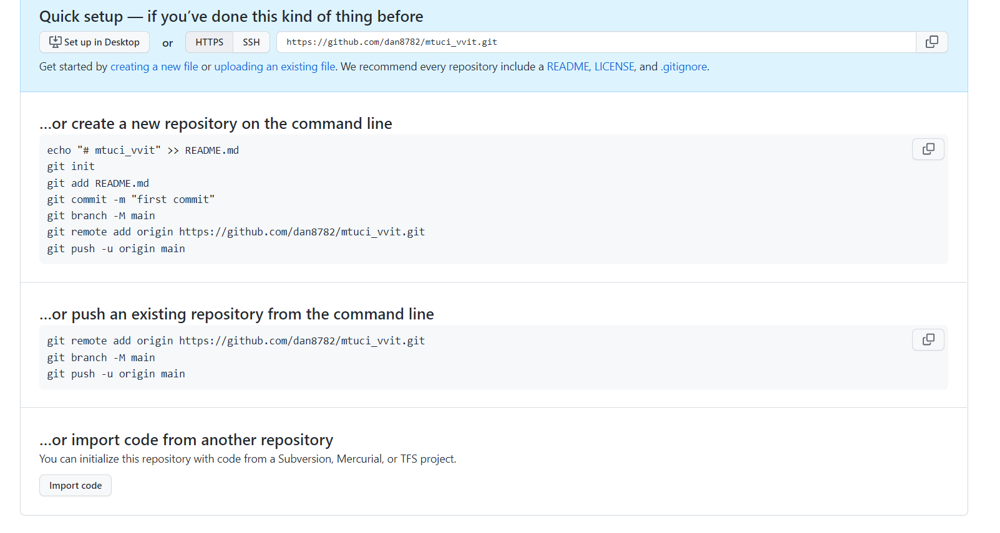 Quick setup — if you’ve done this kind of thing before
Set up in Desktop or HTTPS SSH https://github.com/dan8782/mtuci_vvit.git
Get started by creating a new file or uploading an existing file. We recommend every repository include a README, LICENSE, and .gitignore.
…or create a new repository on the command line
echo "# mtuci_vvit" >> README.md
git init
git add README.md
git commit -m "first commit"
git branch -M main
git remote add origin https://github.com/dan8782/mtuci_vvit.git
git push -u origin main
…or push an existing repository from the command line
git remote add origin https://github.com/dan8782/mtuci_vvit.git
git branch -M main
git push -u origin main
…or import code from another repository
You can initialize this repository with code from a Subversion, Mercurial, or TFS project.
Import code